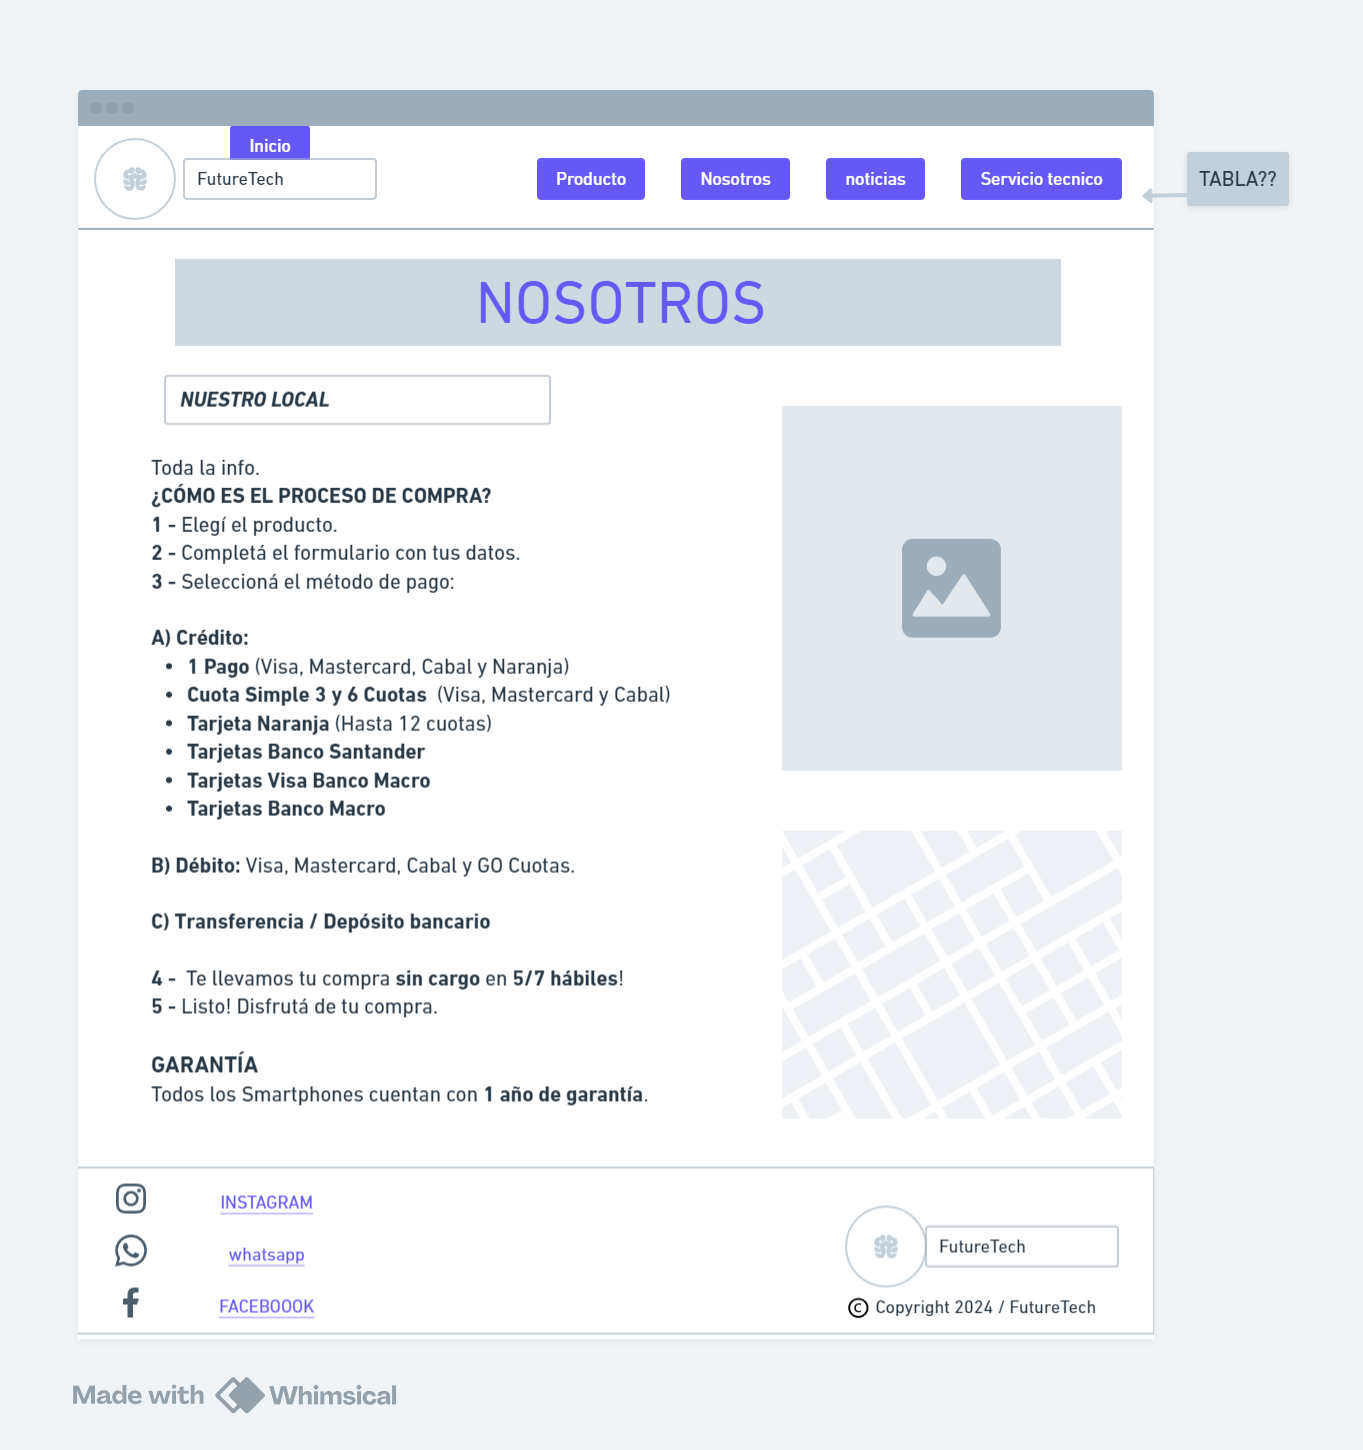 Inicio
FutureTech
Producto
Nosotros
noticias
Servicio tecnico
TABLA??
NOSOTROS
NUESTRO LOCAL
Toda la info.
¿CÓMO ES EL PROCESO DE COMPRA?
1 - Elegí el producto.
2 - Completá el formulario con tus datos.
3 - Seleccioná el método de pago:
A) Crédito:
• 1 Pago (Visa, Mastercard, Cabal y Naranja)
• Cuota Simple 3 y 6 Cuotas (Visa, Mastercard y Cabal)
• Tarjeta Naranja (Hasta 12 cuotas)
• Tarjetas Banco Santander
• Tarjetas Visa Banco Macro
• Tarjetas Banco Macro
B) Débito: Visa, Mastercard, Cabal y GO Cuotas.
C) Transferencia / Depósito bancario
4 - Te llevamos tu compra sin cargo en 5/7 hábiles!
5 - Listo! Disfrutá de tu compra.
GARANTÍA
Todos los Smartphones cuentan con 1 año de garantía.
INSTAGRAM
whatsapp
FACEBOOOK
FutureTech
© Copyright 2024 / FutureTech
Made with Whimsical